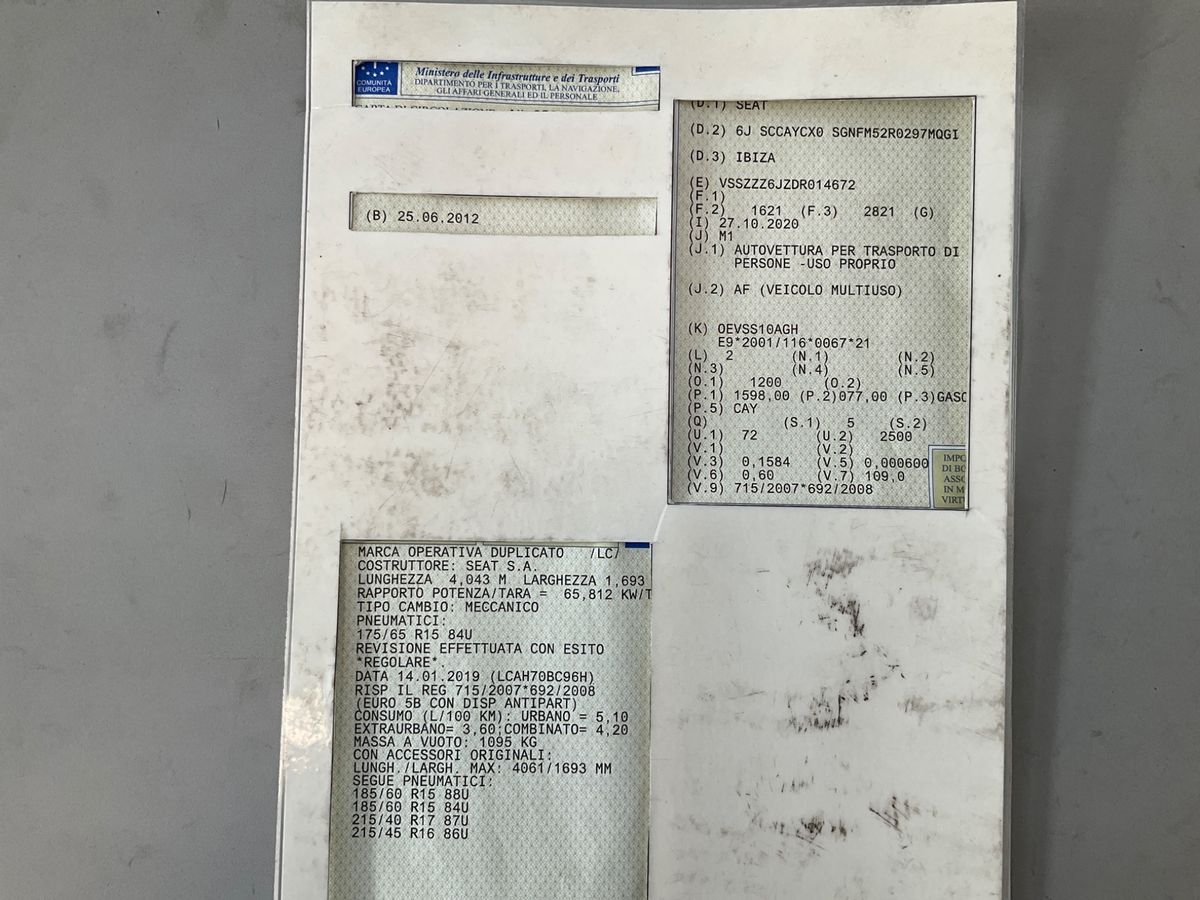 COMUNITÀ
EUROPEA
Ministero delle Infrastrutture e dei Trasporti
DIPARTIMENTO PER I TRASPORTI, LA NAVIGAZIONE,
GLI AFFARI GENERALI ED IL PERSONALE
(B) 25.06.2012
(D.1) SEAT
(D.2) 6J SCCAYCX0 SGNFM52R0297MQGI
(D.3) IBIZA
(E) VSSZZZ6JZDR014672
(F.1)
(F.2) 1621 (F.3) 2821 (G)
(I) 27.10.2020
(J) M1
(J.1) AUTOVETTURA PER TRASPORTO DI
PERSONE -USO PROPRIO
(J.2) AF (VEICOLO MULTIUSO)
(K) OEVSS10AGH
E9*2001/116*0067*21
(L) 2 (N.1) (N.2)
(N.3) (N.4) (N.5)
(O.1) 1200 (O.2)
(P.1) 1598,00 (P.2)077,00 (P.3)GASO
(P.5) CAY
(Q) (S.1) 5 (S.2)
(U.1) 72 (U.2) 2500
(V.1) (V.2)
(V.3) 0,1584 (V.5) 0,000600
(V.6) 0,60 (V.7) 109,0
(V.9) 715/2007*692/2008
IMPO
DI BO
ASSO
IN M
VIRT
MARCA OPERATIVA DUPLICATO /LC/
COSTRUTTORE: SEAT S.A.
LUNGHEZZA 4,043 M LARGHEZZA 1,693
RAPPORTO POTENZA/TARA = 65,812 KW/T
TIPO CAMBIO: MECCANICO
PNEUMATICI:
175/65 R15 84U
REVISIONE EFFETTUATA CON ESITO
*REGOLARE*.
DATA 14.01.2019 (LCAH70BC96H)
RISP IL REG 715/2007*692/2008
(EURO 5B CON DISP ANTIPART)
CONSUMO (L/100 KM): URBANO = 5,10
EXTRAURBANO= 3,60;COMBINATO= 4,20
MASSA A VUOTO: 1095 KG
CON ACCESSORI ORIGINALI:
LUNGH./LARGH. MAX: 4061/1693 MM
SEGUE PNEUMATICI:
185/60 R15 88U
185/60 R15 84U
215/40 R17 87U
215/45 R16 86U